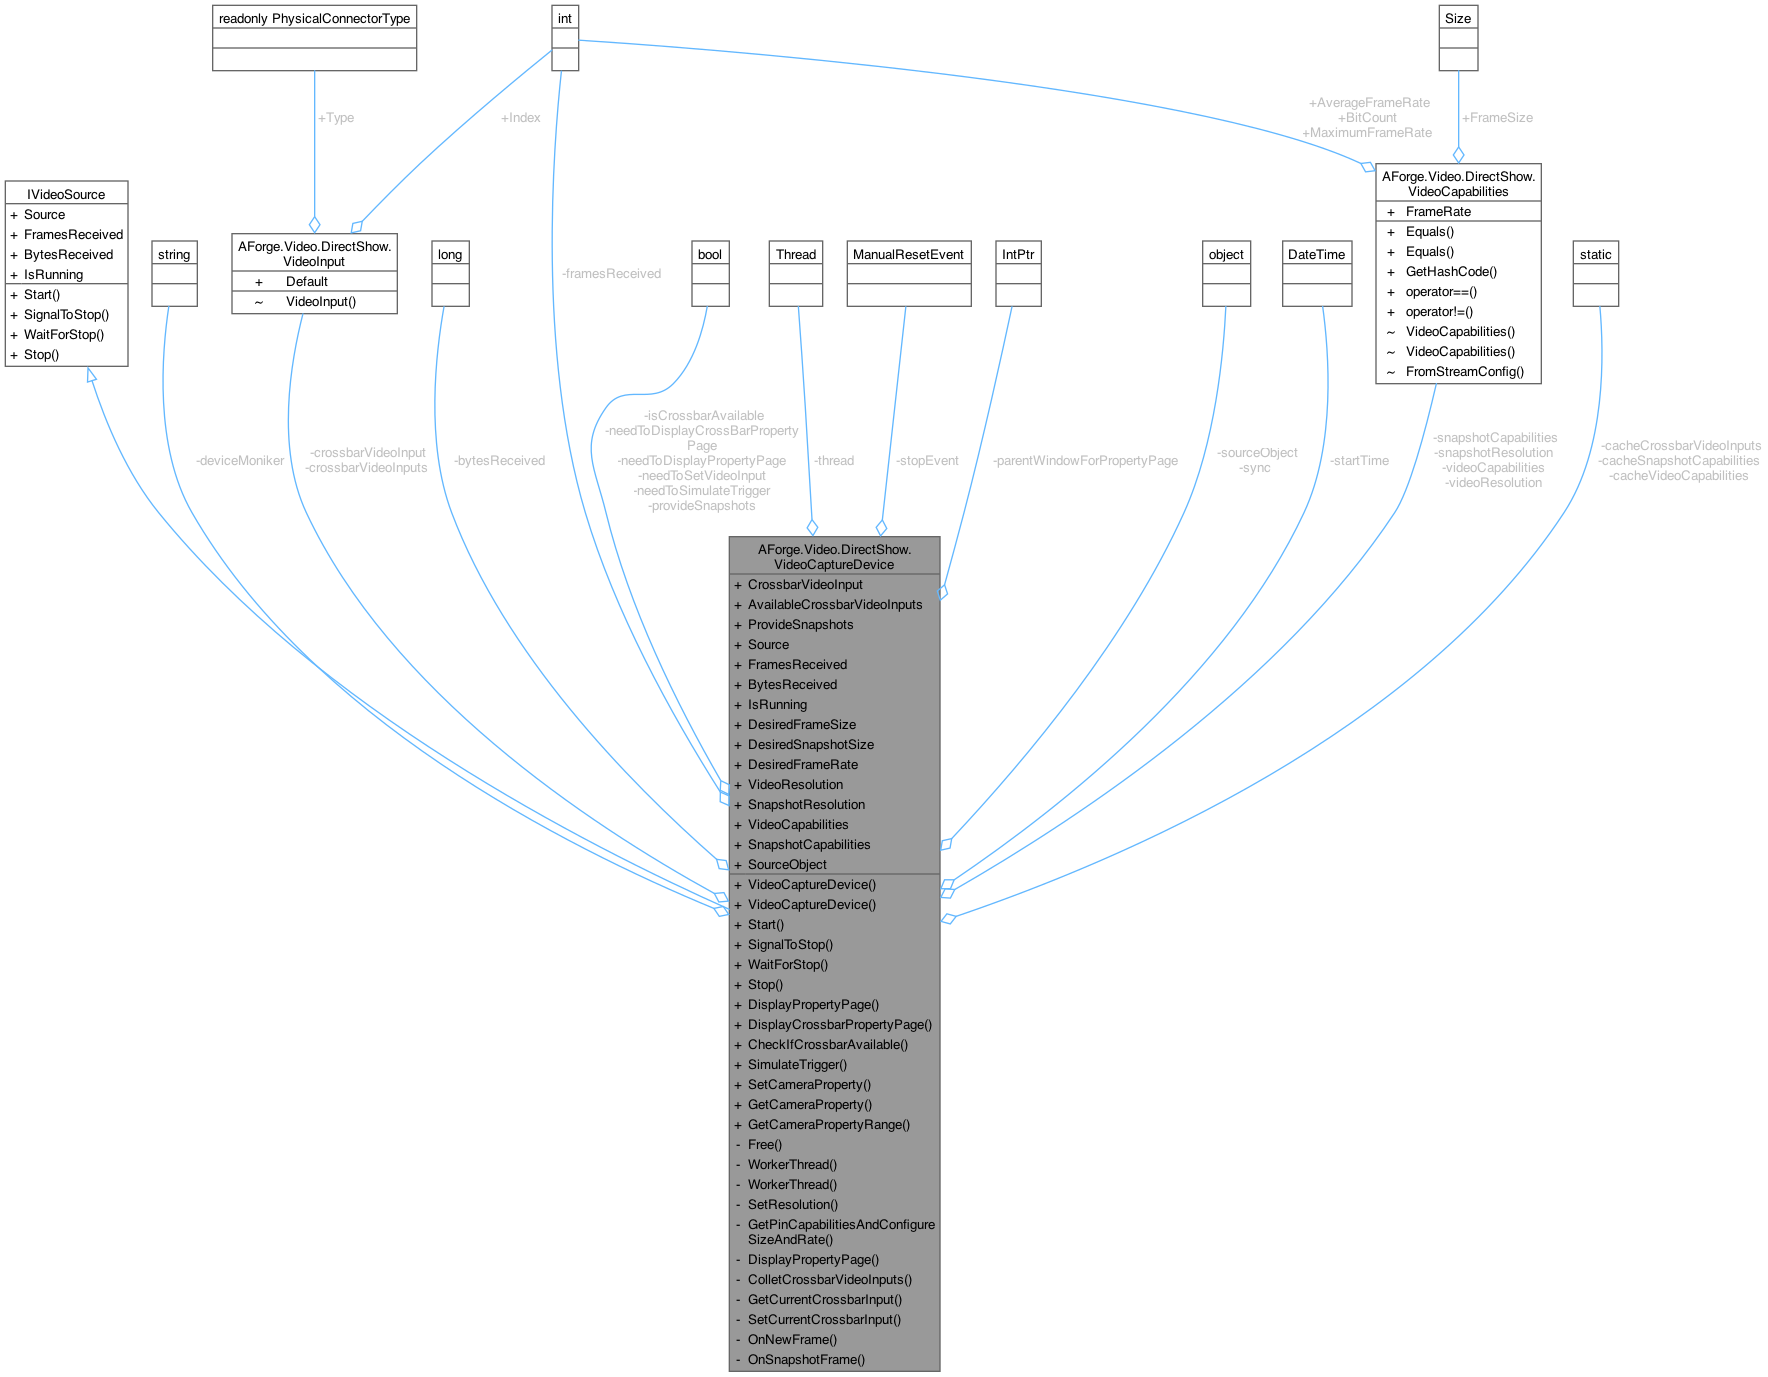 readonly PhysicalConnectorType
int
Size
+Type
+Index
+AverageFrameRate
+BitCount
+MaximumFrameRate
+FrameSize
IVideoSource
+ Source
+ FramesReceived
+ BytesReceived
+ IsRunning
+ Start()
+ SignalToStop()
+ WaitForStop()
+ Stop()
string
AForge.Video.DirectShow.
VideoInput
+ Default
~ VideoInput()
long
-framesReceived
bool
Thread
ManualResetEvent
IntPtr
object
DateTime
AForge.Video.DirectShow.
VideoCapabilities
+ FrameRate
+ Equals()
+ Equals()
+ GetHashCode()
+ operator==()
+ operator!=()
~ VideoCapabilities()
~ VideoCapabilities()
~ FromStreamConfig()
static
-deviceMoniker
-crossbarVideoInput
-crossbarVideoInputs
-bytesReceived
-isCrossbarAvailable
-needToDisplayCrossBarProperty
Page
-needToDisplayPropertyPage
-needToSetVideoInput
-needToSimulateTrigger
-provideSnapshots
-thread
-stopEvent
-parentWindowForPropertyPage
-sourceObject
-sync
-startTime
-snapshotCapabilities
-snapshotResolution
-videoCapabilities
-videoResolution
-cacheCrossbarVideoInputs
-cacheSnapshotCapabilities
-cacheVideoCapabilities
AForge.Video.DirectShow.
VideoCaptureDevice
+ CrossbarVideoInput
+ AvailableCrossbarVideoInputs
+ ProvideSnapshots
+ Source
+ FramesReceived
+ BytesReceived
+ IsRunning
+ DesiredFrameSize
+ DesiredSnapshotSize
+ DesiredFrameRate
+ VideoResolution
+ SnapshotResolution
+ VideoCapabilities
+ SnapshotCapabilities
+ SourceObject
+ VideoCaptureDevice()
+ VideoCaptureDevice()
+ Start()
+ SignalToStop()
+ WaitForStop()
+ Stop()
+ DisplayPropertyPage()
+ DisplayCrossbarPropertyPage()
+ CheckIfCrossbarAvailable()
+ SimulateTrigger()
+ SetCameraProperty()
+ GetCameraProperty()
+ GetCameraPropertyRange()
- Free()
- WorkerThread()
- WorkerThread()
- SetResolution()
- GetPinCapabilitiesAndConfigure
SizeAndRate()
- DisplayPropertyPage()
- ColletCrossbarVideoInputs()
- GetCurrentCrossbarInput()
- SetCurrentCrossbarInput()
- OnNewFrame()
- OnSnapshotFrame()